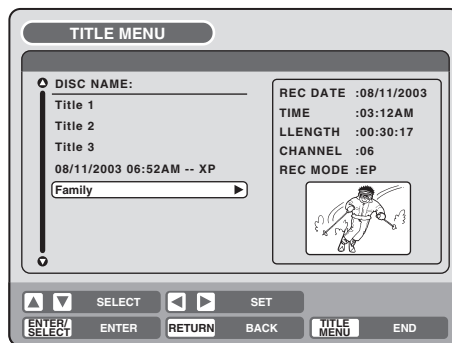 TITLE MENU
DISC NAME:
Title 1
Title 2
Title 3
08/11/2003 06:52AM -- XP
Family
REC DATE :08/11/2003
TIME :03:12AM
LLENGTH :00:30:17
CHANNEL :06
REC MODE :EP
SELECT
SET
ENTER/
SELECT
ENTER
RETURN
BACK
TITLE
MENU
END